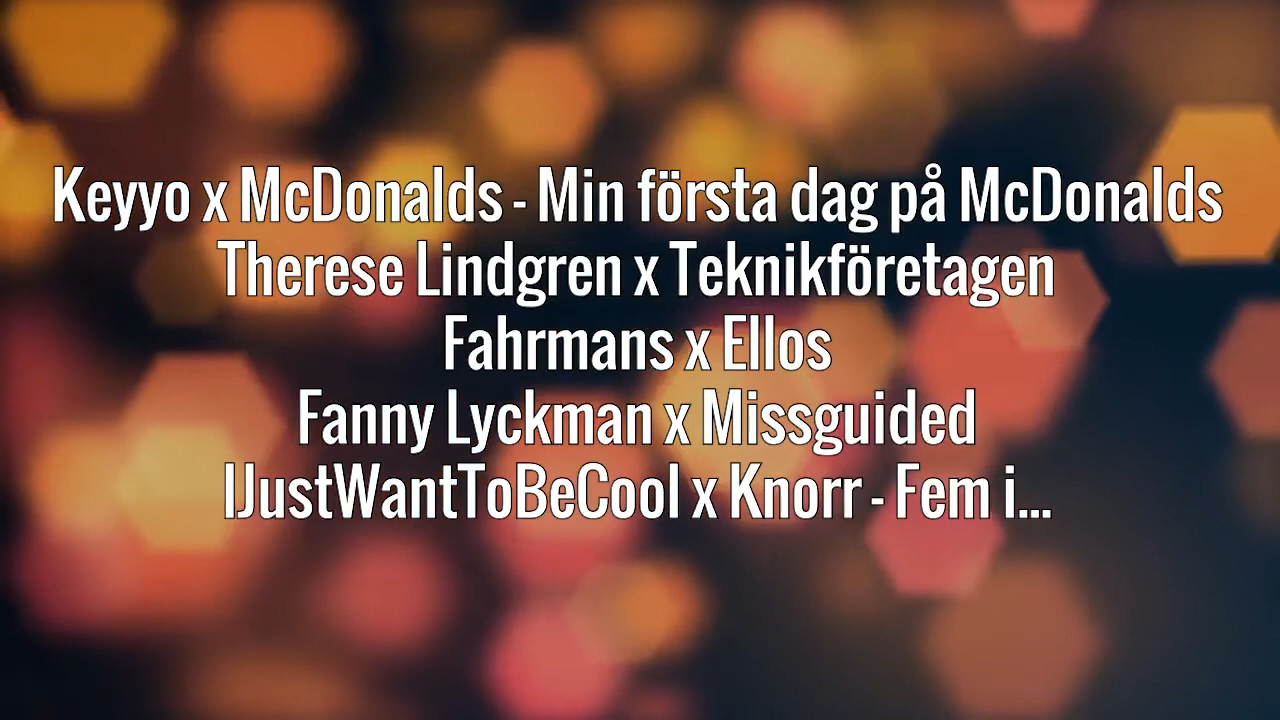 Keyyo x McDonalds - Min första dag på McDonalds
Therese Lindgren x Teknikföretagen
Fahrmans x Ellos
Fanny Lyckman x Missguided
IJustWantToBeCool x Knorr - Fem i...